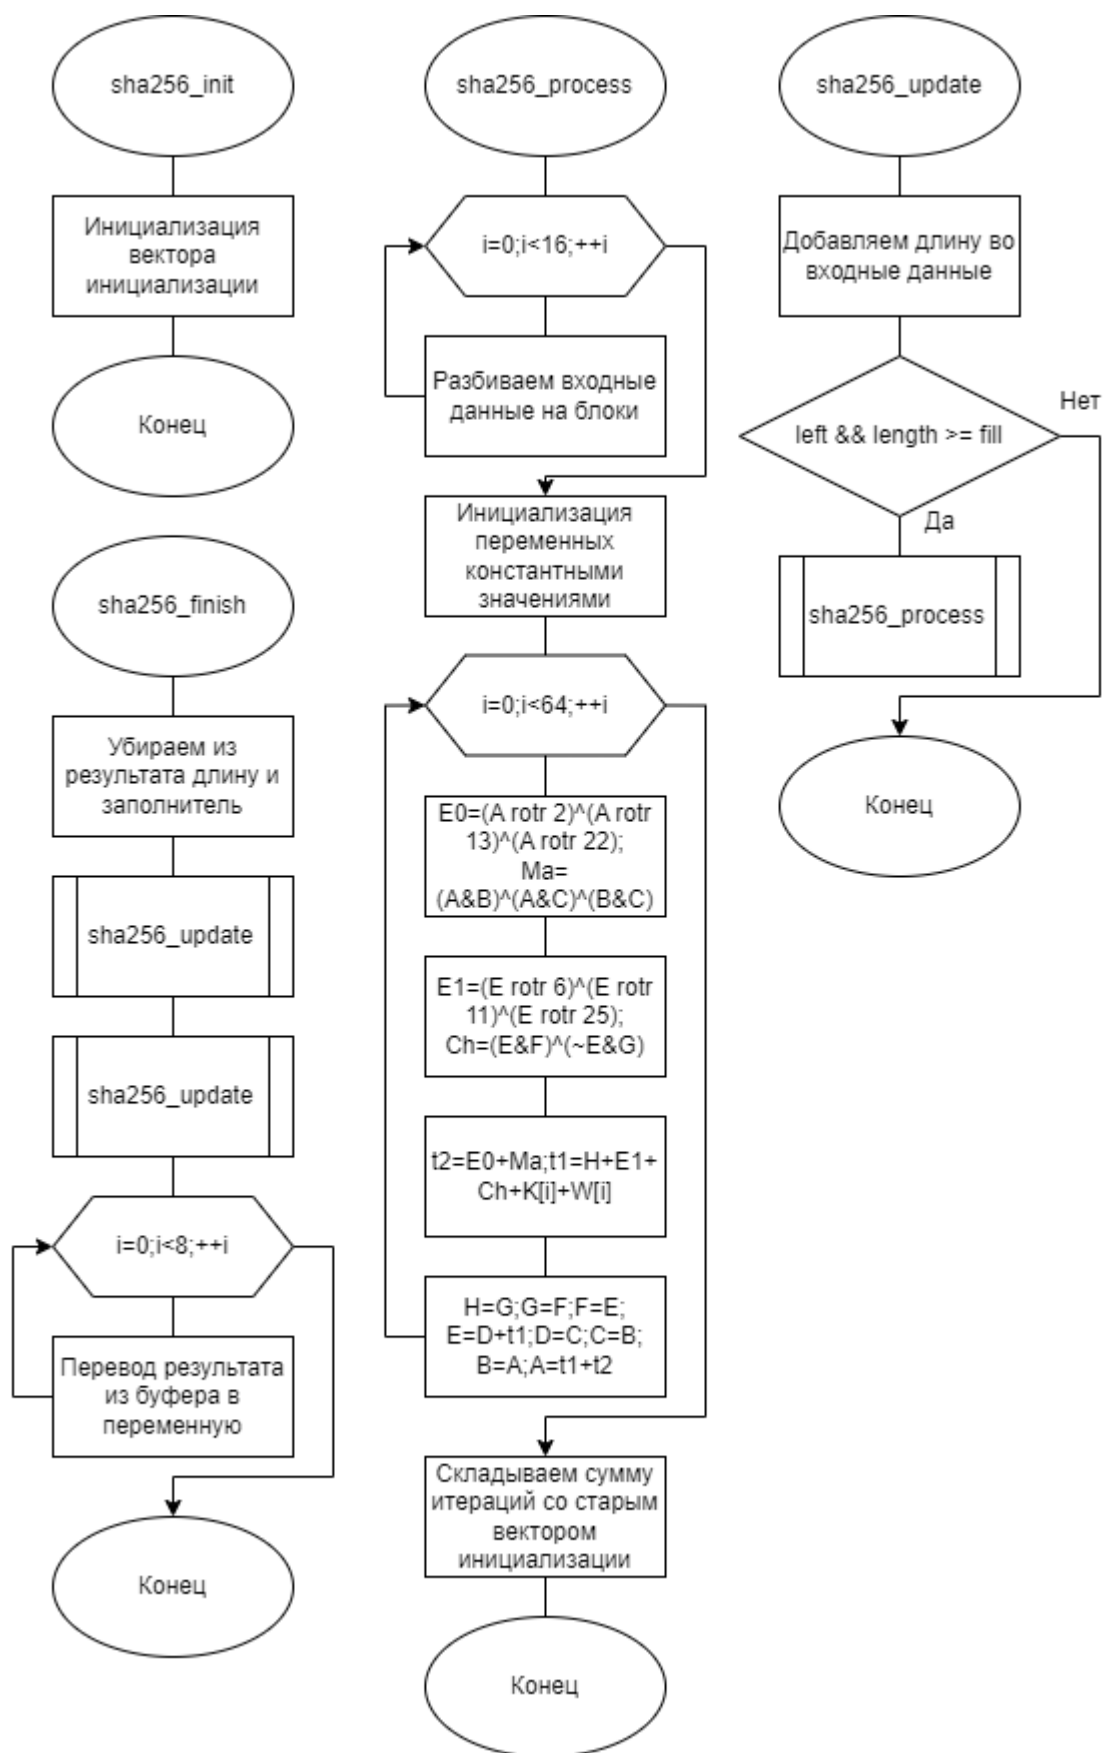 sha256_init
Инициализация
вектора
инициализации
Конец
sha256_finish
Убираем из
результата длину и
заполнитель
sha256_update
sha256_update
i=0;i<8;++i
Перевод результата
из буфера в
переменную
Конец
sha256_process
i=0;i<16;++i
Разбиваем входные
данные на блоки
Инициализация
переменных
константными
значениями
i=0;i<64;++i
E0=(A rotr 2)^(A rotr
13)^(A rotr 22);
Ma=
(A&B)^(A&C)^(B&C)
E1=(E rotr 6)^(E rotr
11)^(E rotr 25);
Ch=(E&F)^(~E&G)
t2=E0+Ma;t1=H+E1+
Ch+K[i]+W[i]
H=G;G=F;F=E;
E=D+t1;D=C;C=B;
B=A;A=t1+t2
Складываем сумму
итераций со старым
вектором
инициализации
Конец
sha256_update
Добавляем длину во
входные данные
left && length >= fill
Нет
Да
sha256_process
Конец